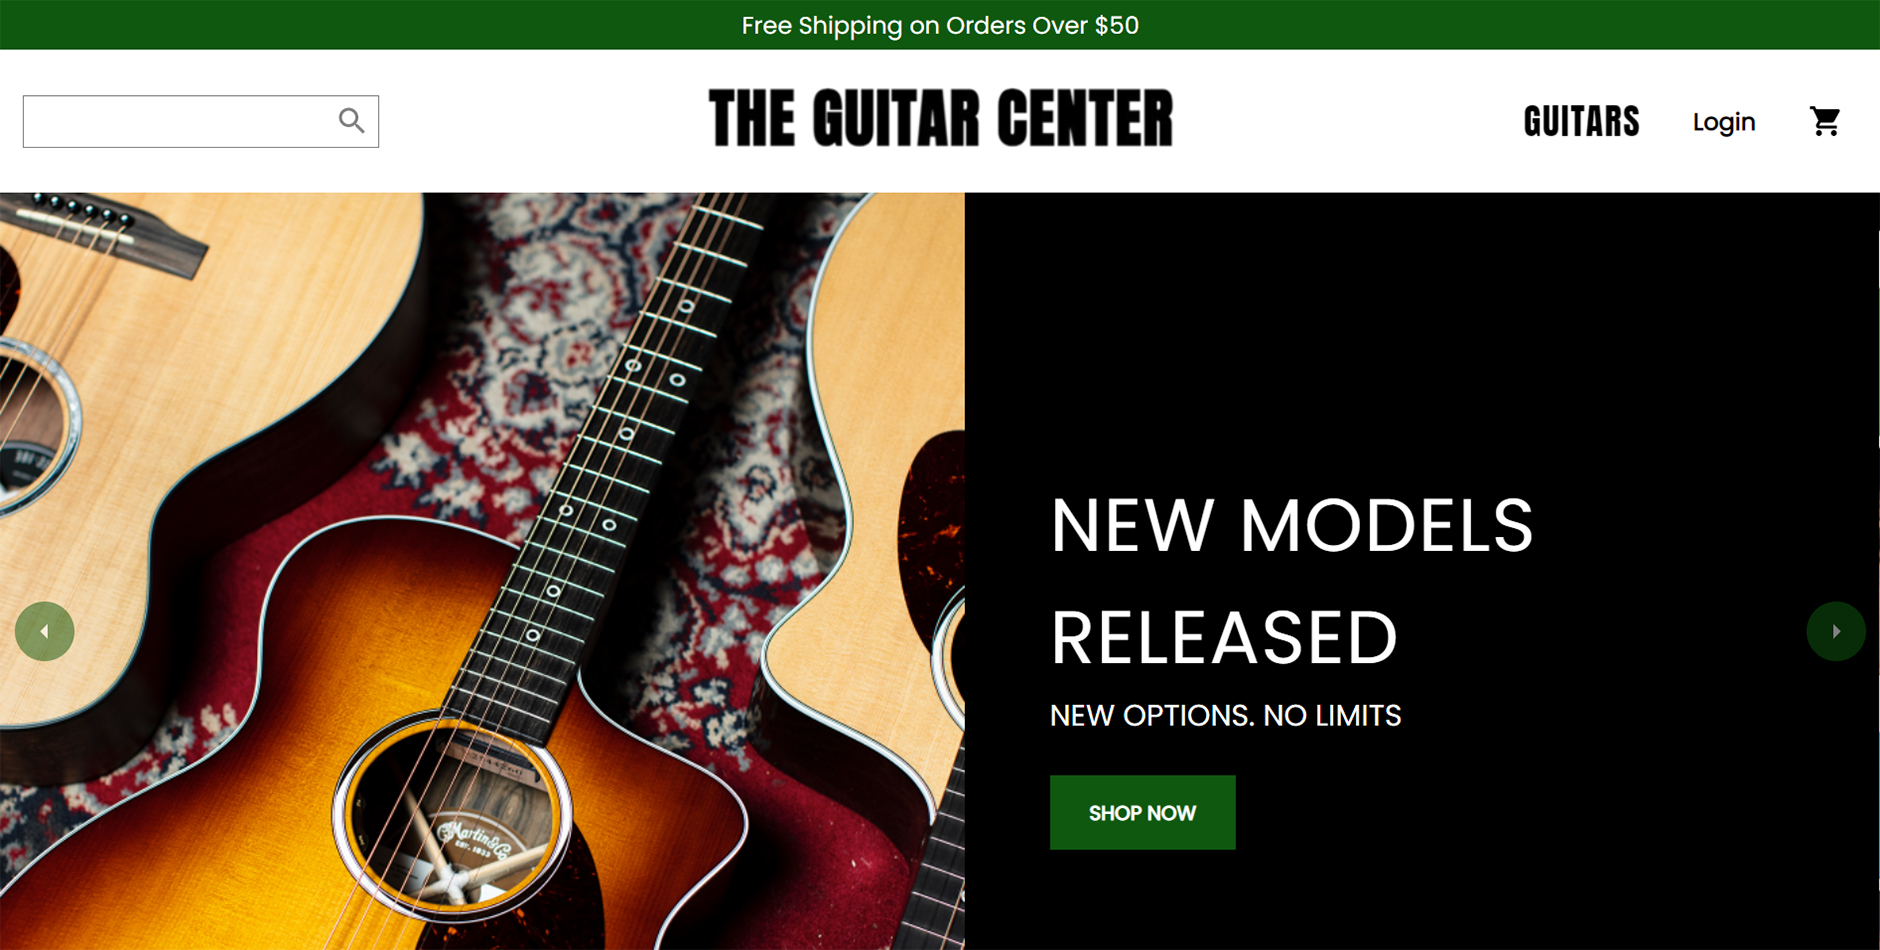 Free Shipping on Orders Over $50
THE GUITAR CENTER
GUITARS
Login
NEW MODELS
RELEASED
NEW OPTIONS. NO LIMITS
SHOP NOW
Martin & Co
EST. 1833